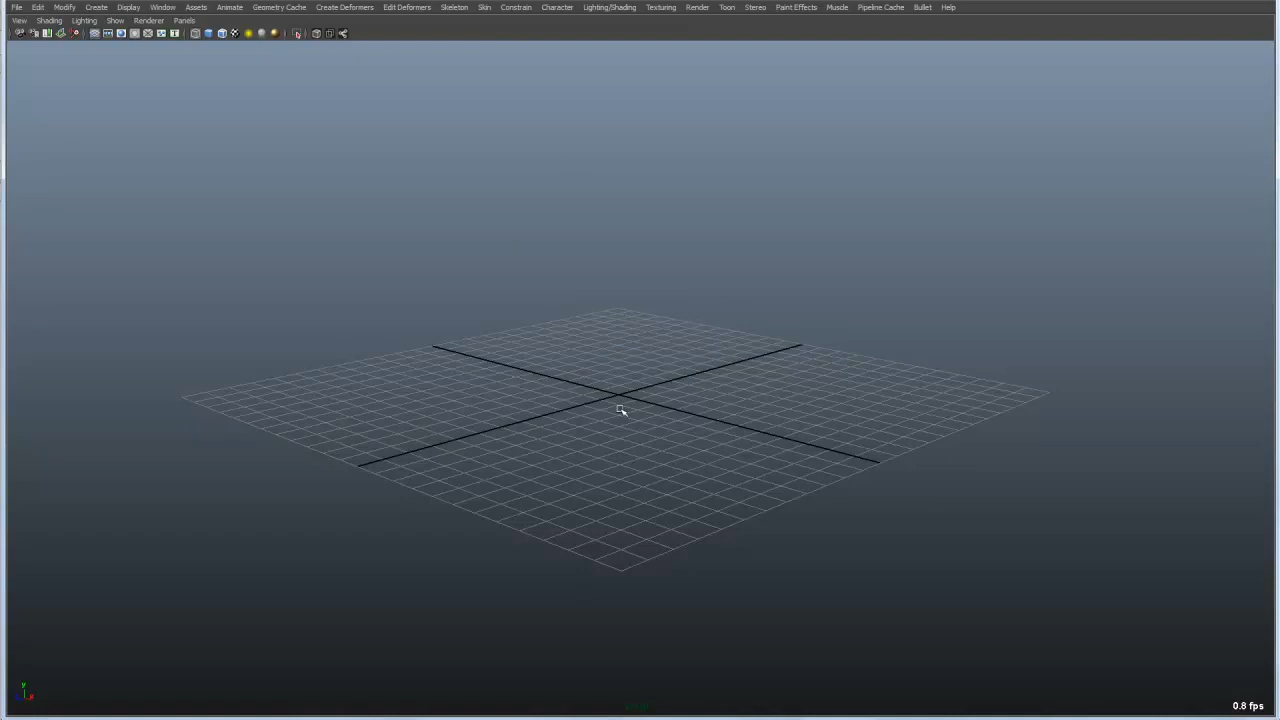 File Edit Modify Create Display Window Assets Animate Geometry Cache Create Deformers Edit Deformers Skeleton Skin Constrain Character Lighting/Shading Texturing Render Toon Stereo Paint Effects Muscle Pipeline Cache Bullet Help
View Shading Lighting Show Renderer Panels
y
x
0.8 fps